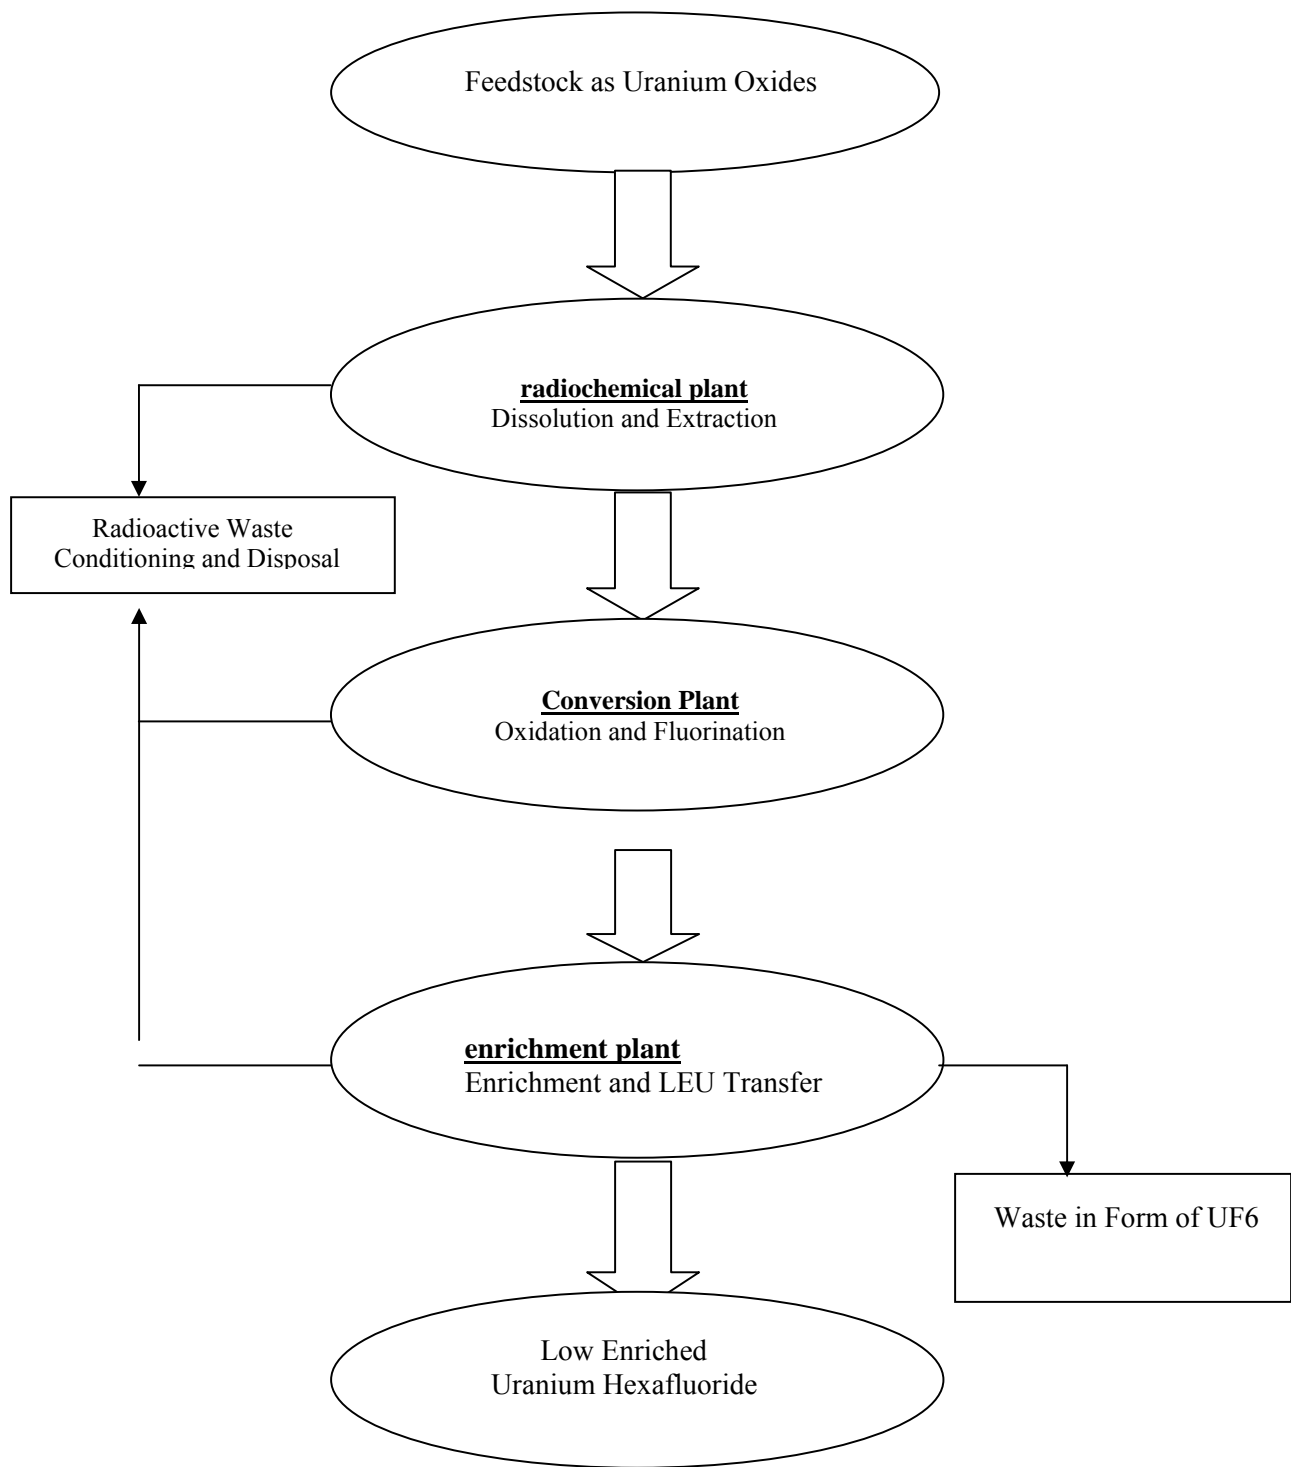 Feedstock as Uranium Oxides
radiochemical plant
Dissolution and Extraction
Radioactive Waste
Conditioning and Disposal
Conversion Plant
Oxidation and Fluorination
enrichment plant
Enrichment and LEU Transfer
Waste in Form of UF6
Low Enriched
Uranium Hexafluoride